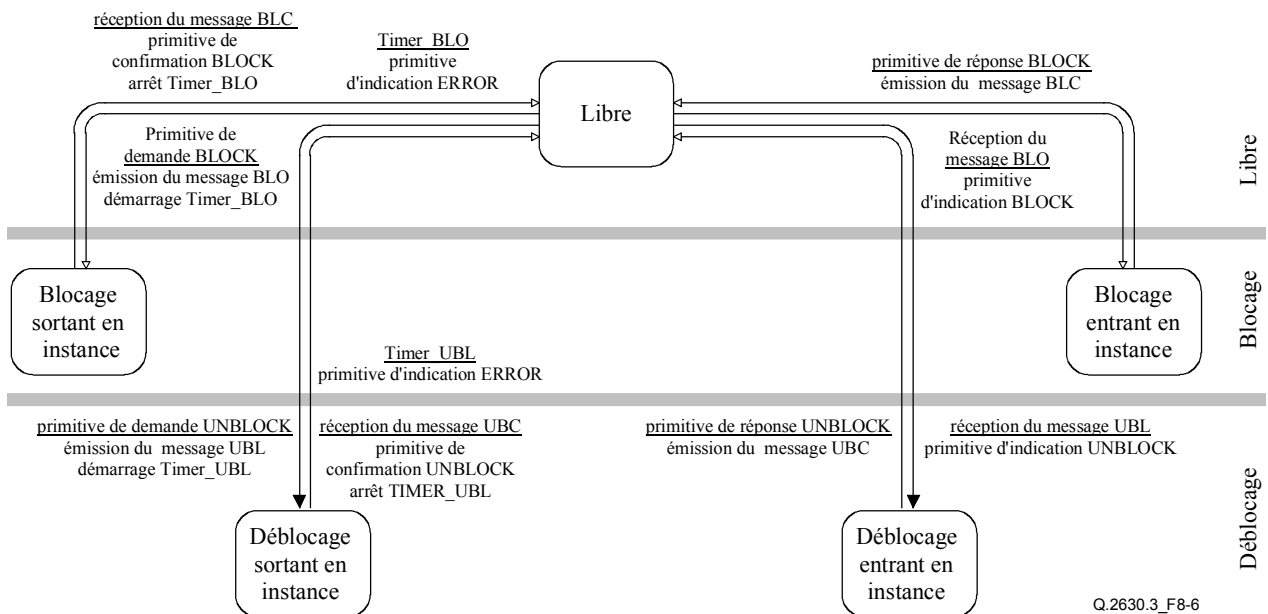 réception du message BLC
primitive de
confirmation BLOCK
arrêt Timer_BLO
Timer_BLO
primitive
d'indication ERROR
Libre
primitive de réponse BLOCK
émission du message BLC
Primitive de
demande BLOCK
émission du message BLO
démarrage Timer_BLO
Réception du
message BLO
primitive
d'indication BLOCK
Libre
Blocage
sortant en
instance
Blocage
entrant en
instance
Blocage
Timer_UBL
primitive d'indication ERROR
primitive de demande UNBLOCK
émission du message UBL
démarrage Timer_UBL
réception du message UBC
primitive de
confirmation UNBLOCK
arrêt TIMER_UBL
primitive de réponse UNBLOCK
émission du message UBC
réception du message UBL
primitive d'indication UNBLOCK
Déblocage
sortant en
instance
Déblocage
entrant en
instance
Déblocage
Q.2630.3_F8-6